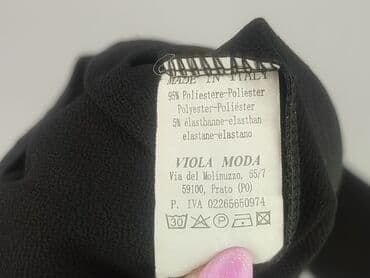 MADE IN ITALY
95% Poliestere-Poliester
Polyester-Poliéster
5% élasthanne-elasthan
elastane-elastano
VIOLA MODA
Via del Molinuzzo, 55/7
59100, Prato (PO)
P. IVA 02265650974
30 P